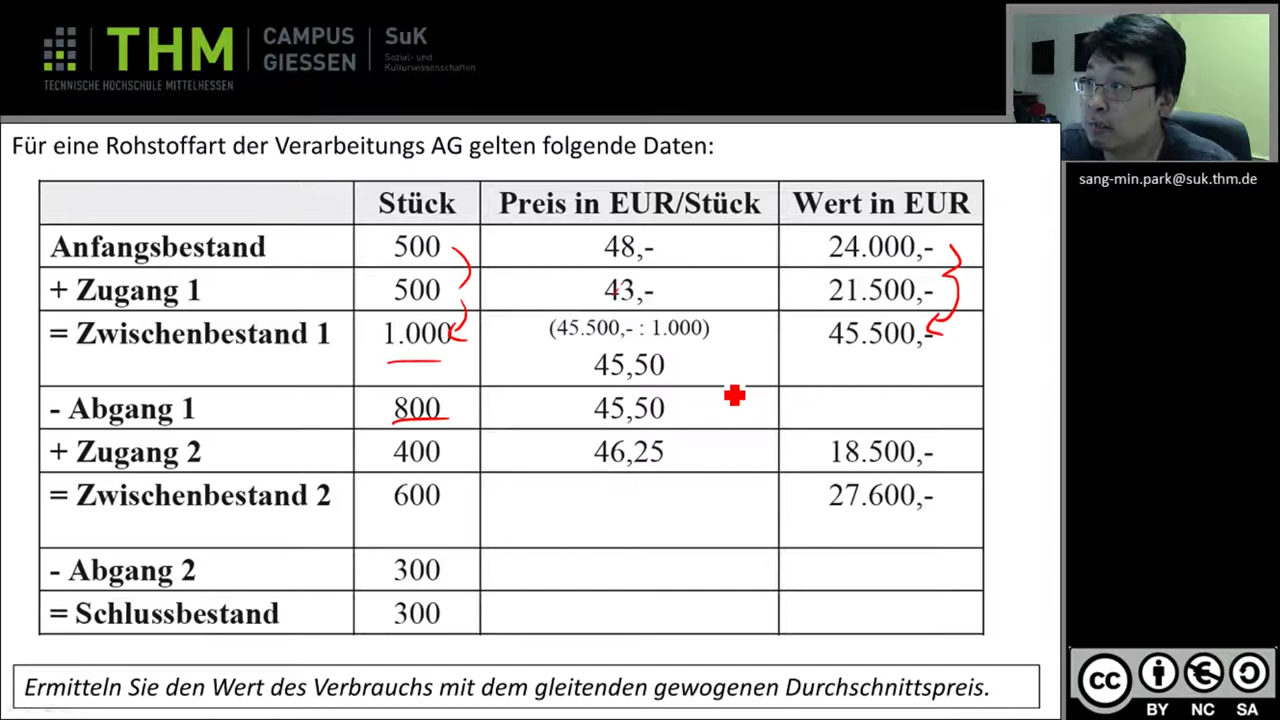 THM CAMPUS GIESSEN SuK
Sozial- und Kulturwissenschaften
TECHNISCHE HOCHSCHULE MITTELHESSEN
sang-min.park@suk.thm.de
Für eine Rohstoffart der Verarbeitungs AG gelten folgende Daten:
Stück Preis in EUR/Stück Wert in EUR
Anfangsbestand 500 48,- 24.000,-
+ Zugang 1 500 43,- 21.500,-
= Zwischenbestand 1 1.000 (45.500,- : 1.000) 45.500,-
45,50
- Abgang 1 800 45,50
+ Zugang 2 400 46,25 18.500,-
= Zwischenbestand 2 600 27.600,-
- Abgang 2 300
= Schlussbestand 300
Ermitteln Sie den Wert des Verbrauchs mit dem gleitenden gewogenen Durchschnittspreis.
cc
BY NC SA